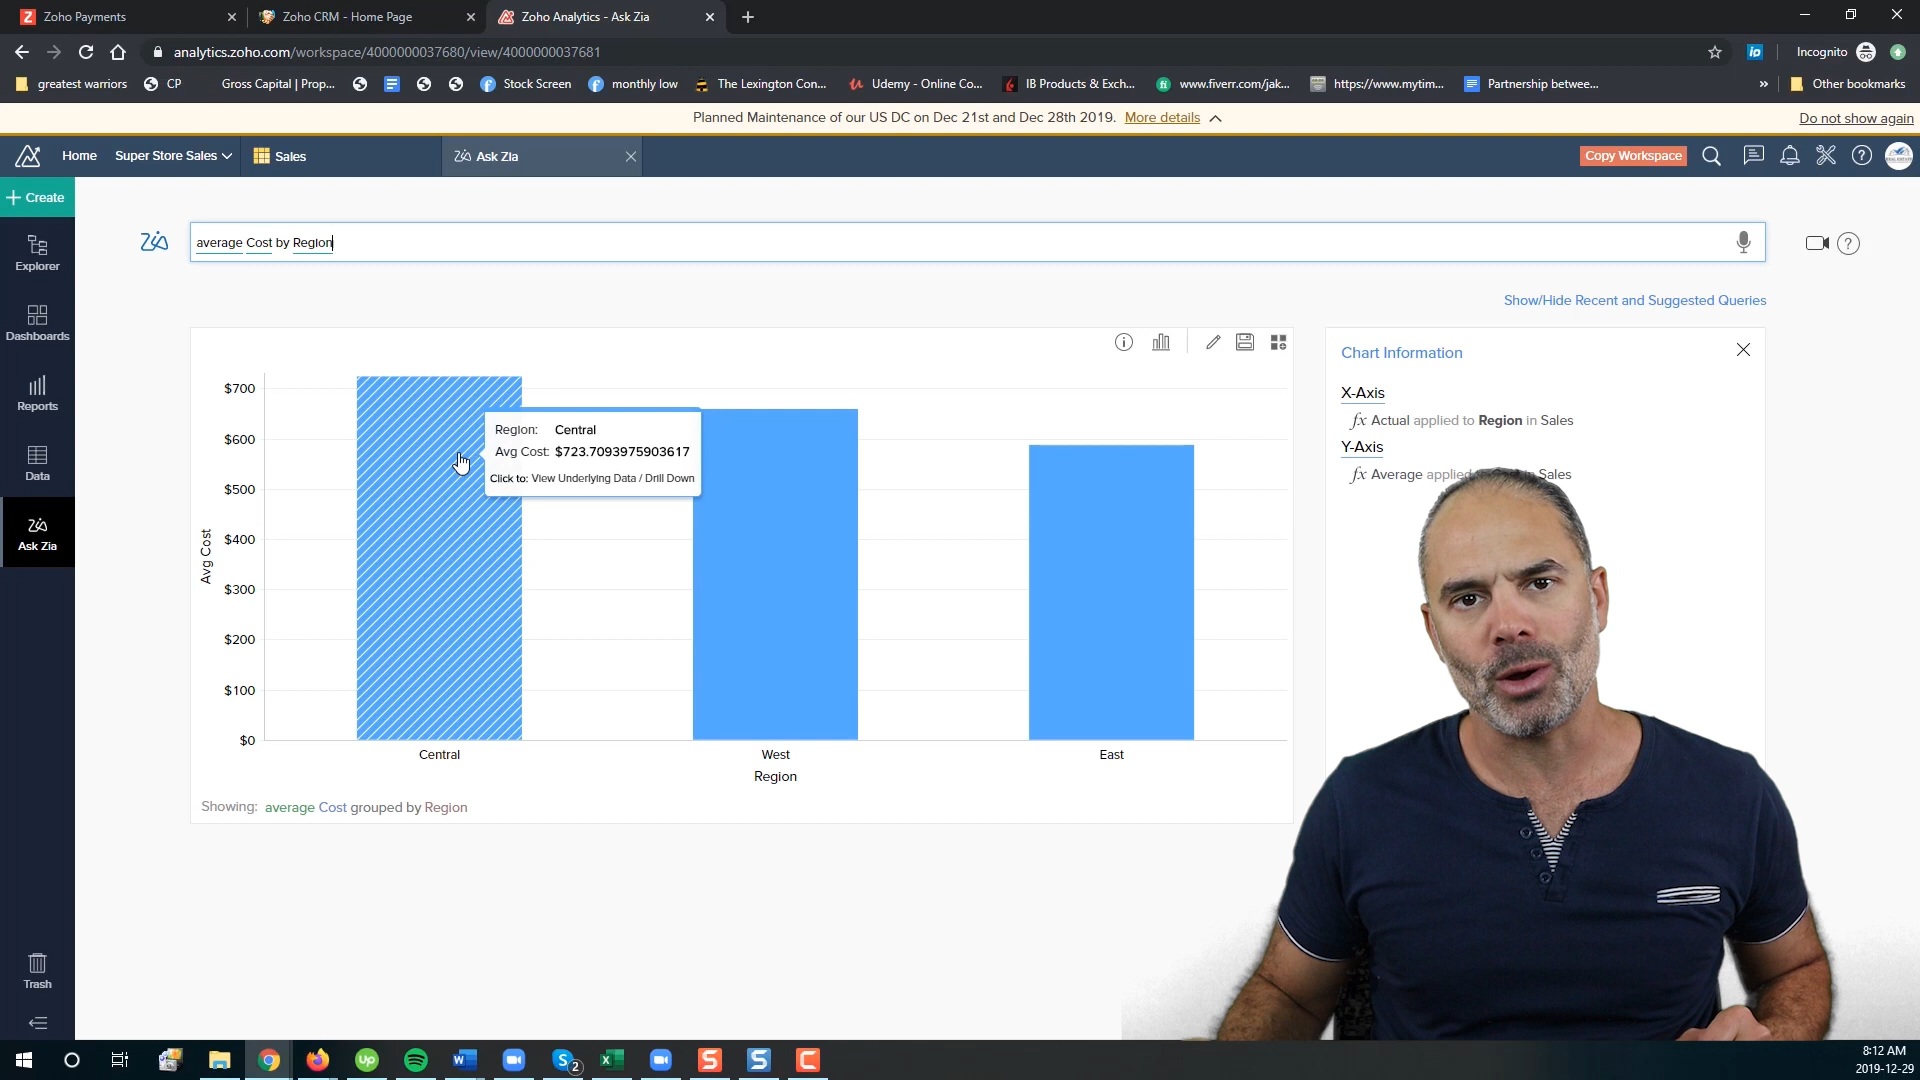 Zoho Payments
Zoho CRM - Home Page
Zoho Analytics - Ask Zia
analytics.zoho.com/workspace/4000000037680/view/4000000037681
Incognito
greatest warriors
CP
Gross Capital | Prop...
Stock Screen
monthly low
The Lexington Con...
Udemy - Online Co...
IB Products & Exch...
www.fiverr.com/jak...
https://www.mytim...
Partnership betwee...
Other bookmarks
Planned Maintenance of our US DC on Dec 21st and Dec 28th 2019. More details
Do not show again
Home
Super Store Sales
Sales
Ask Zia
Copy Workspace
Create
Explorer
Dashboards
Reports
Data
Ask Zia
Trash
average Cost by Region
Show/Hide Recent and Suggested Queries
$700
$600
$500
$400
$300
$200
$100
$0
Avg Cost
Region: Central
Avg Cost: $723.7093975903617
Click to: View Underlying Data / Drill Down
Central
West
East
Region
Showing: average Cost grouped by Region
Chart Information
X-Axis
fx Actual applied to Region in Sales
Y-Axis
fx Average applied in Sales
8:12 AM
2019-12-29